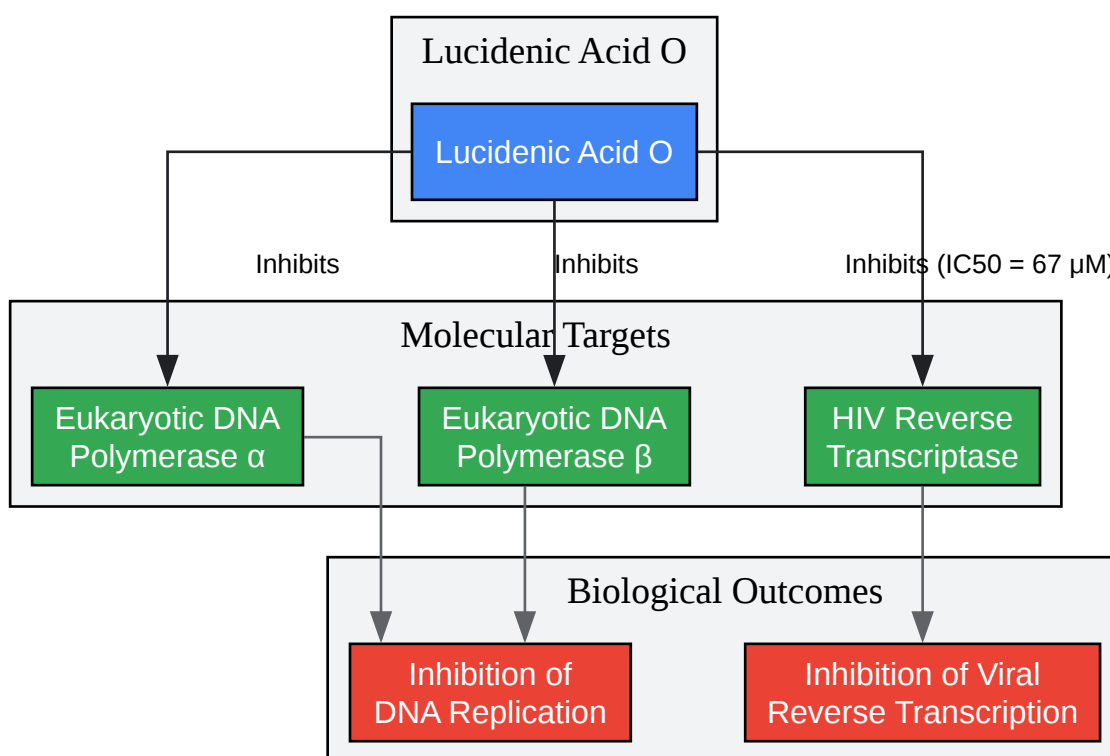 Lucidenic Acid O
Lucidenic Acid O
Inhibits
Inhibits
Inhibits (IC50 = 67 μM)
Molecular Targets
Eukaryotic DNA
Polymerase α
Eukaryotic DNA
Polymerase β
HIV Reverse
Transcriptase
Biological Outcomes
Inhibition of
DNA Replication
Inhibition of Viral
Reverse Transcription